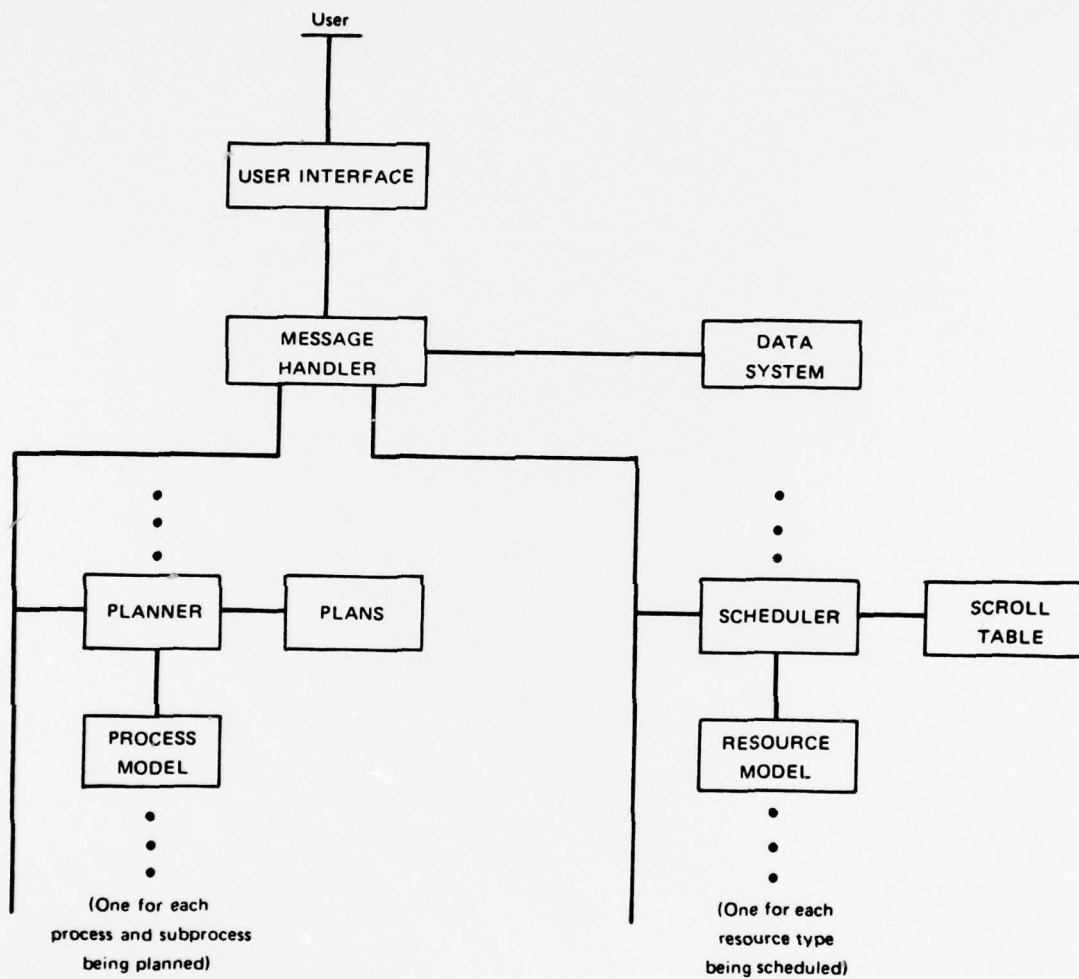 User
USER INTERFACE
MESSAGE
HANDLER
DATA
SYSTEM
PLANNER
PLANS
PROCESS
MODEL
(One for each
process and subprocess
being planned)
SCHEDULER
SCROLL
TABLE
RESOURCE
MODEL
(One for each
resource type
being scheduled)